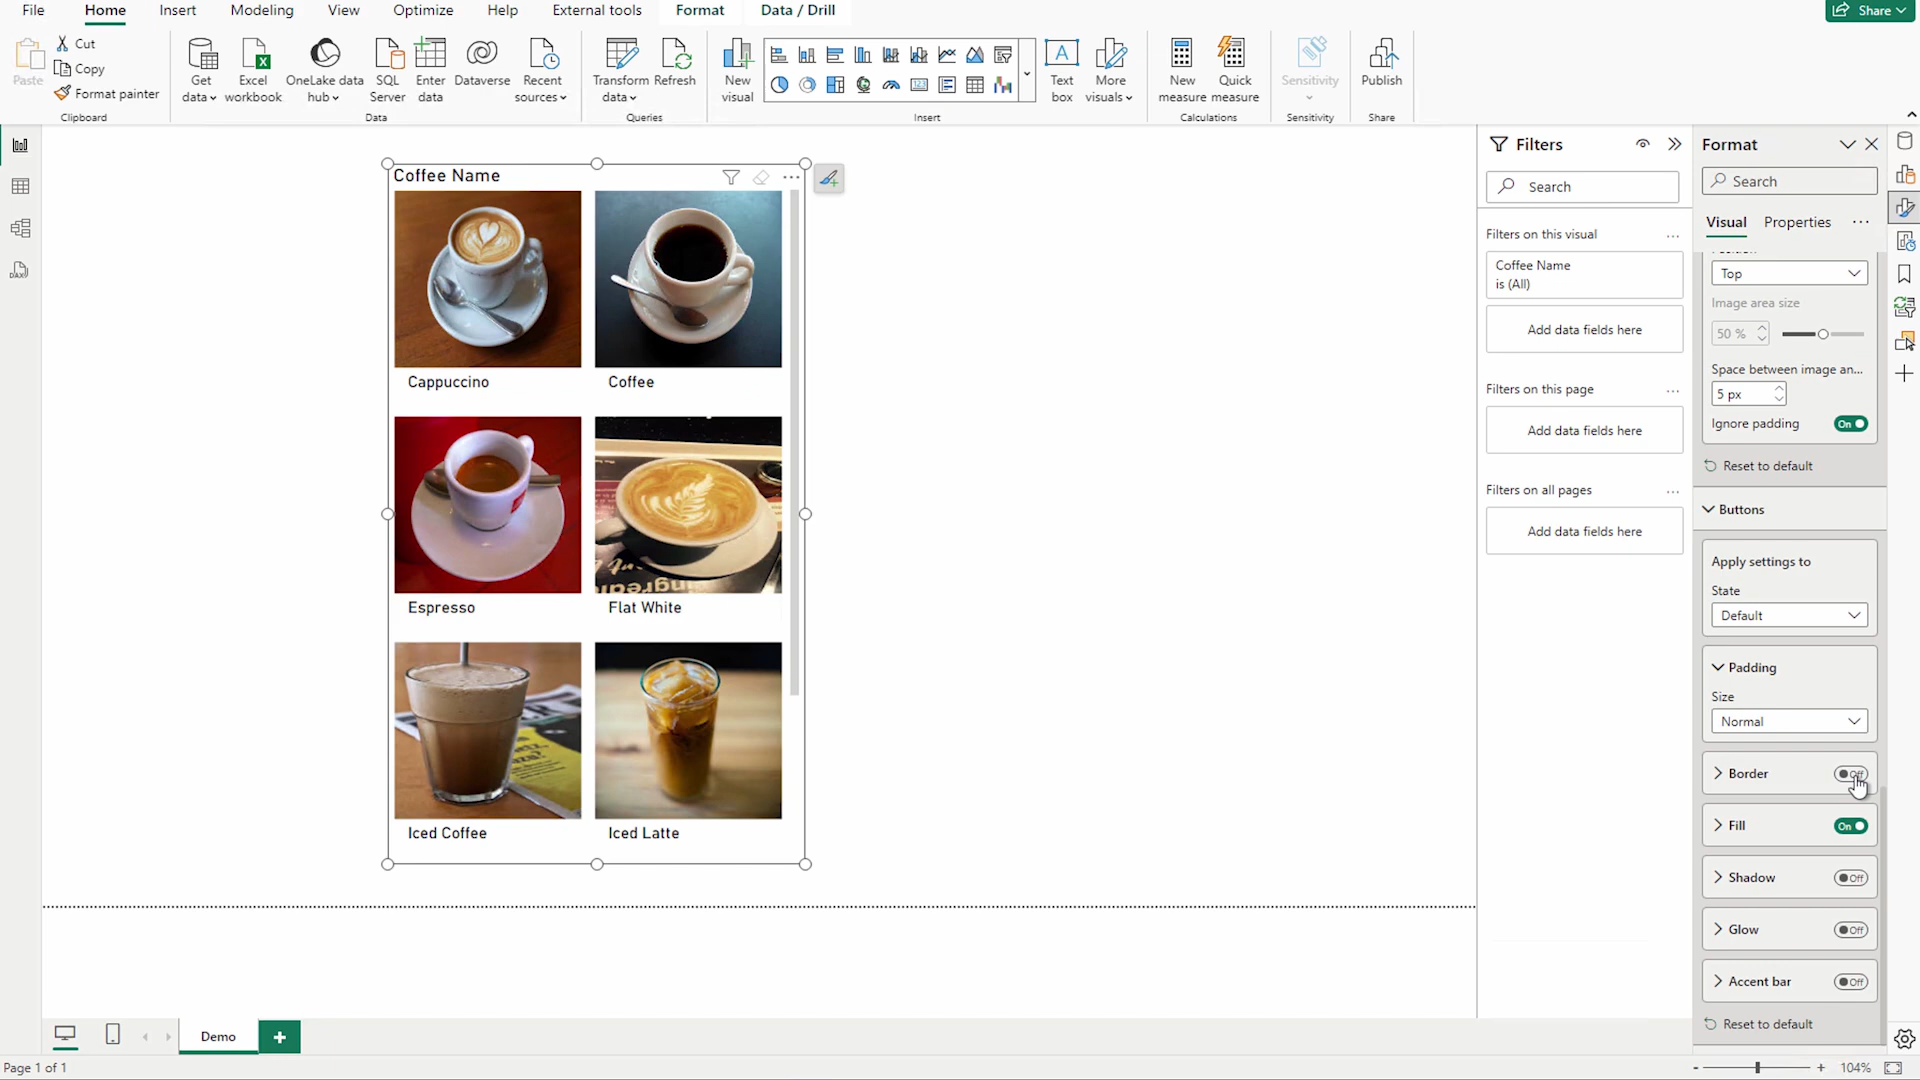 File
Home
Insert
Modeling
View
Optimize
Help
External tools
Format
Data / Drill
Share
Paste
Cut
Copy
Format painter
Clipboard
Get
data
Excel
workbook
OneLake data
hub
SQL
Server
Enter
data
Dataverse
Recent
sources
Data
Transform
data
Refresh
Queries
New
visual
Text
box
More
visuals
Insert
New
measure
Quick
measure
Calculations
Sensitivity
Sensitivity
Publish
Share
Coffee Name
Cappuccino
Coffee
Espresso
Flat White
Iced Coffee
Iced Latte
Filters
Search
Filters on this visual
Coffee Name
is (All)
Add data fields here
Filters on this page
Add data fields here
Filters on all pages
Add data fields here
Format
Search
Visual
Properties
Top
Image area size
50 %
Space between image an...
5 px
Ignore padding
On
Reset to default
Buttons
Apply settings to
State
Default
Padding
Size
Normal
Border
Off
Fill
On
Shadow
Off
Glow
Off
Accent bar
Off
Reset to default
Demo
Page 1 of 1
- + 104%